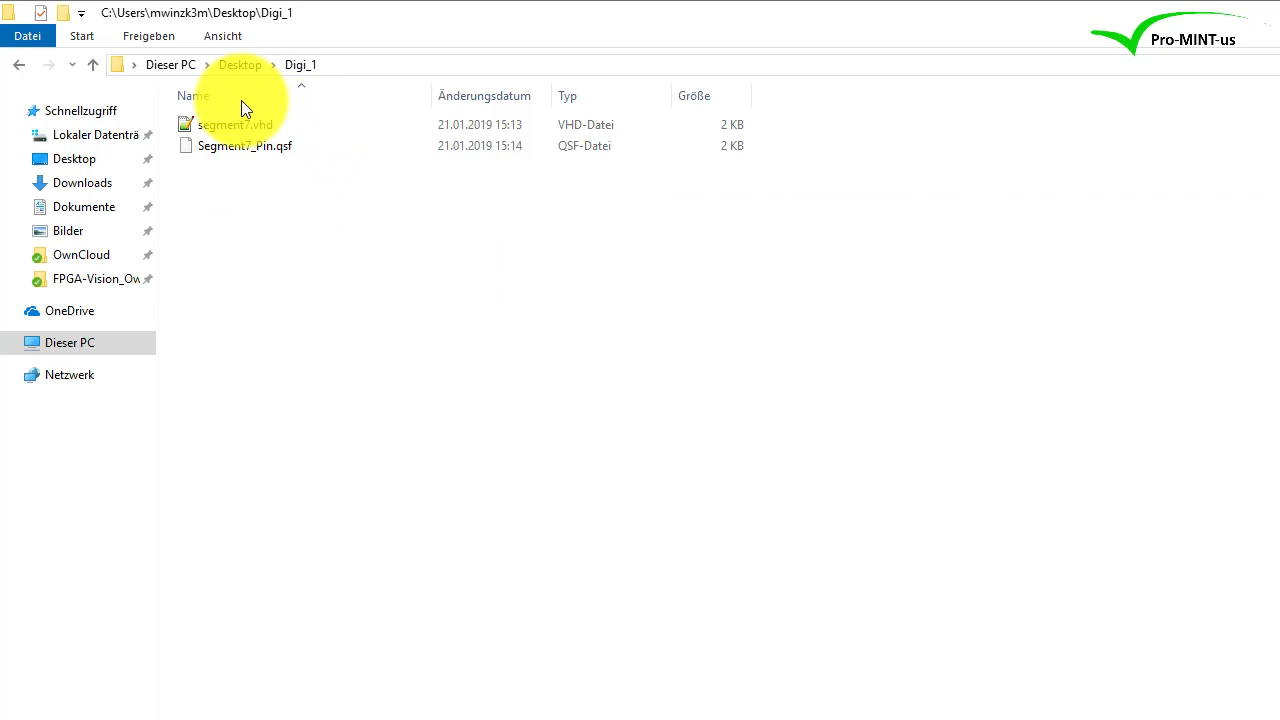 C:\Users\mwinzk3m\Desktop\Digi_1
Datei Start Freigeben Ansicht
Pro-MINT-us
Dieser PC Desktop Digi_1
Name Änderungsdatum Typ Größe
segment7.vhd 21.01.2019 15:13 VHD-Datei 2 KB
Segment7_Pin.qsf 21.01.2019 15:14 QSF-Datei 2 KB
Schnellzugriff
Lokaler Datenträ
Desktop
Downloads
Dokumente
Bilder
OwnCloud
FPGA-Vision_Ow
OneDrive
Dieser PC
Netzwerk